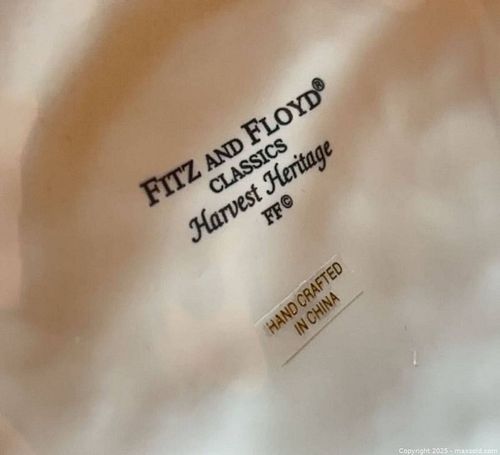 FITZ AND FLOYD®
CLASSICS
Harvest Heritage
FF©
HAND CRAFTED
IN CHINA
Copyright 2025 - maxsold.com